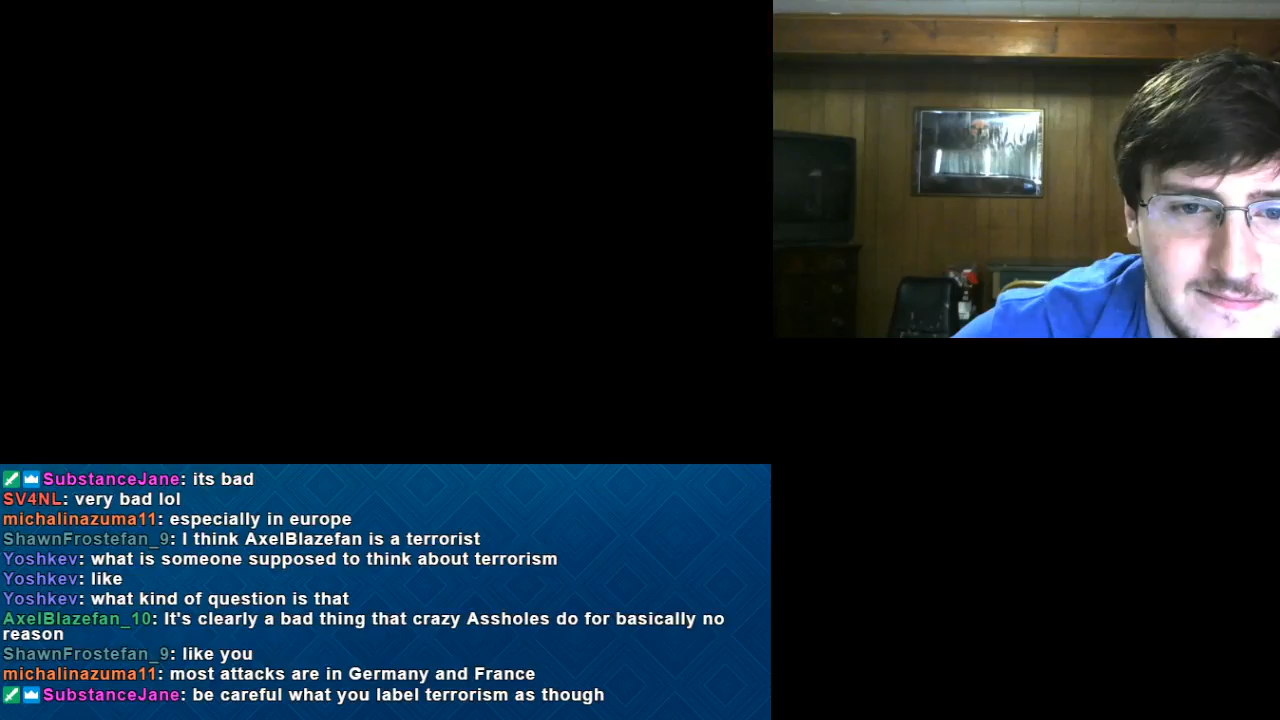 SubstanceJane: its bad
SV4NL: very bad lol
michalinazuma11: especially in europe
ShawnFrostefan_9: I think AxelBlazefan is a terrorist
Yoshkev: what is someone supposed to think about terrorism
Yoshkev: like
Yoshkev: what kind of question is that
AxelBlazefan_10: It's clearly a bad thing that crazy Assholes do for basically no
reason
ShawnFrostefan_9: like you
michalinazuma11: most attacks are in Germany and France
SubstanceJane: be careful what you label terrorism as though